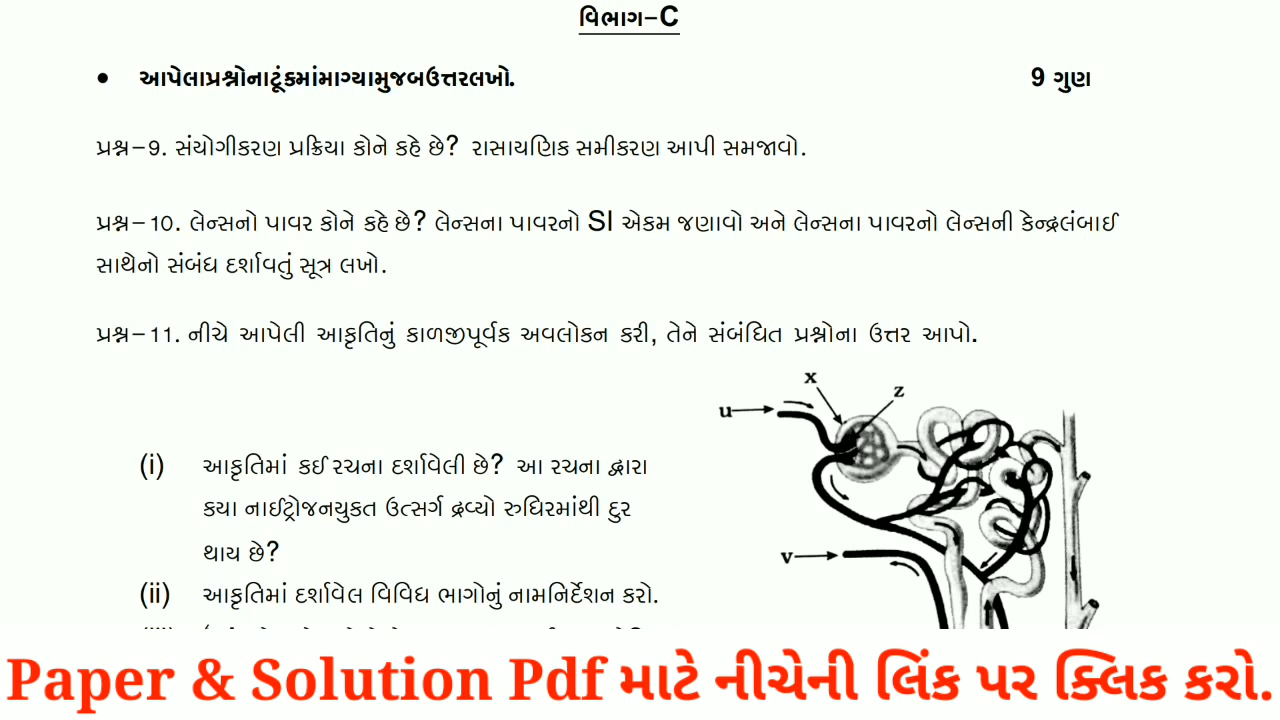 વિભાગ-C
• આપેલાપ્રશ્નોનાટૂંકમાંમાગ્યામુજબઉત્તરલખો. 9 ગુણ
પ્રશ્ન-9. સંયોગીકરણ પ્રક્રિયા કોને કહે છે? રાસાયણિક સમીકરણ આપી સમજાવો.
પ્રશ્ન-10. લેન્સનો પાવર કોને કહે છે? લેન્સના પાવરનો SI એકમ જણાવો અને લેન્સના પાવરનો લેન્સની કેન્દ્રલંબાઈ
સાથેનો સંબંધ દર્શાવતું સૂત્ર લખો.
પ્રશ્ન-11. નીચે આપેલી આકૃતિનું કાળજીપૂર્વક અવલોકન કરી, તેને સંબંધિત પ્રશ્નોના ઉત્તર આપો.
x
z
u
(i) આકૃતિમાં કઈ રચના દર્શાવેલી છે? આ રચના દ્વારા
કયા નાઈટ્રોજનયુકત ઉત્સર્ગ દ્રવ્યો રુધિરમાંથી દુર
થાય છે?
v
(ii) આકૃતિમાં દર્શાવેલ વિવિધ ભાગોનું નામનિર્દેશન કરો.
Paper & Solution Pdf માટે નીચેની લિંક પર ક્લિક કરો.